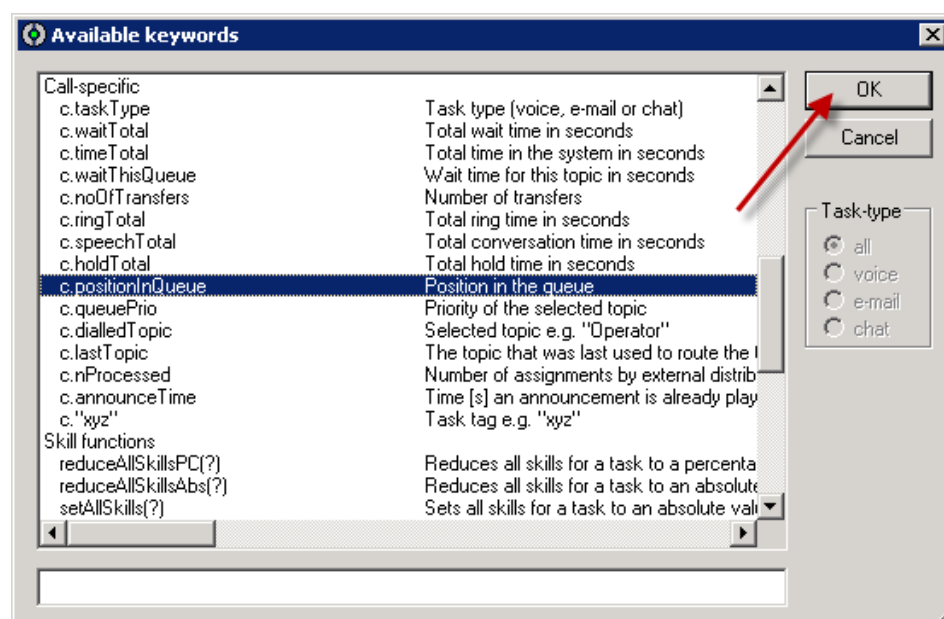 Available keywords
Call-specific
c.taskType Task type (voice, e-mail or chat)
c.waitTotal Total wait time in seconds
c.timeTotal Total time in the system in seconds
c.waitThisQueue Wait time for this topic in seconds
c.noOfTransfers Number of transfers
c.ringTotal Total ring time in seconds
c.speechTotal Total conversation time in seconds
c.holdTotal Total hold time in seconds
c.positionInQueue Position in the queue
c.queuePrio Priority of the selected topic
c.dialledTopic Selected topic e.g. "Operator"
c.lastTopic The topic that was last used to route the
c.nProcessed Number of assignments by external distrib
c.announceTime Time [s] an announcement is already play
c."xyz" Task tag e.g. "xyz"
Skill functions
reduceAllSkillsPC(?) Reduces all skills for a task to a percenta
reduceAllSkillsAbs(?) Reduces all skills for a task to an absolute
setAllSkills(?) Sets all skills for a task to an absolute valu
OK
Cancel
Task-type
all
voice
e-mail
chat